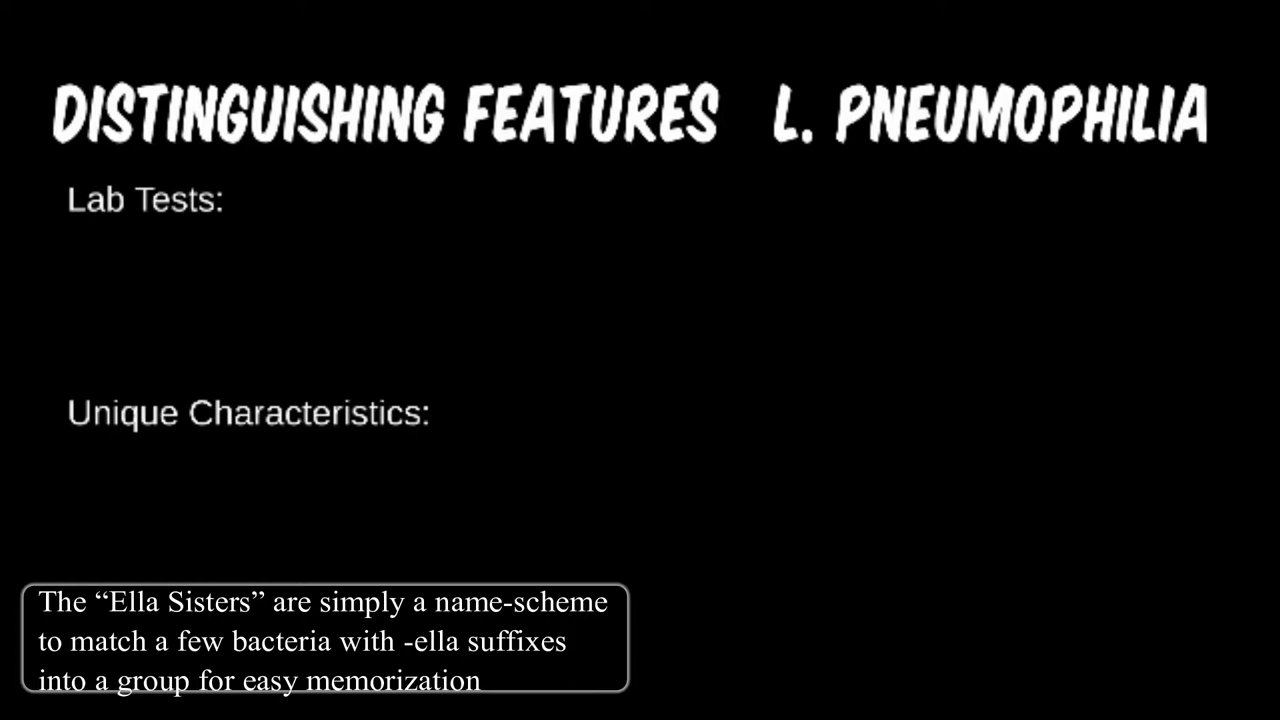 DISTINGUISHING FEATURES L. PNEUMOPHILIA
Lab Tests:
Unique Characteristics:
The “Ella Sisters” are simply a name-scheme
to match a few bacteria with -ella suffixes
into a group for easy memorization